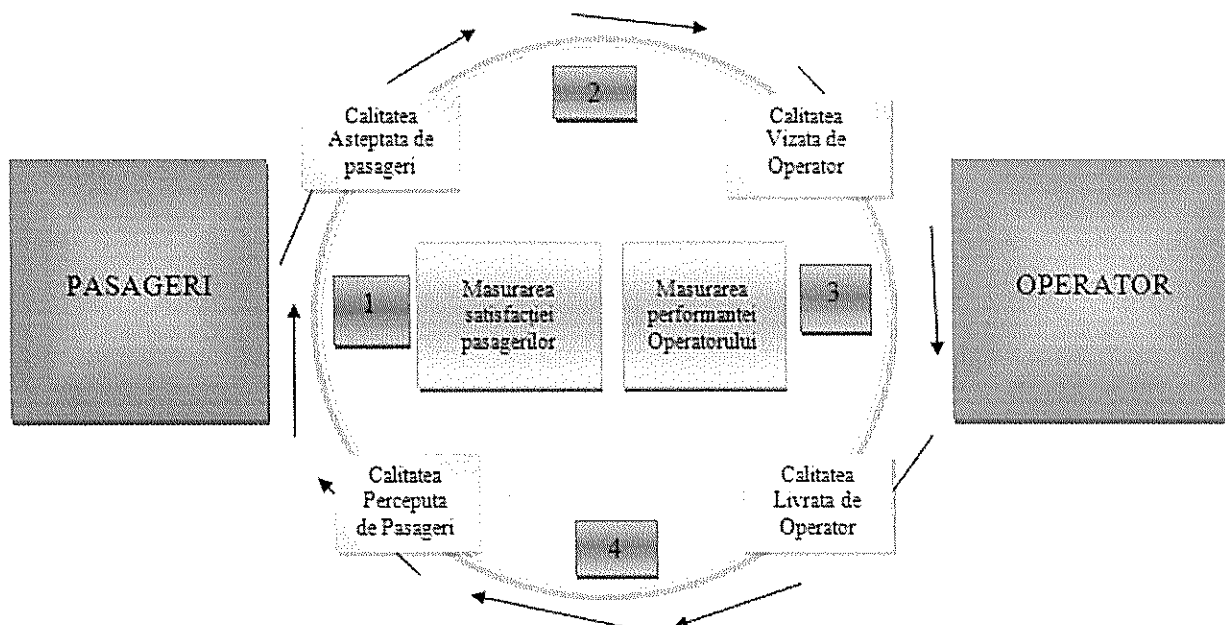 2
Calitatea
Asteptata de
pasageri
Calitatea
Vizata de
Operator
PASAGERI
1
Masurarea
satisfactiei
pasagerilor
Masurarea
performantei
Operatorului
3
OPERATOR
Calitatea
Perceputa
de Pasageri
4
Calitatea
Livrata de
Operator